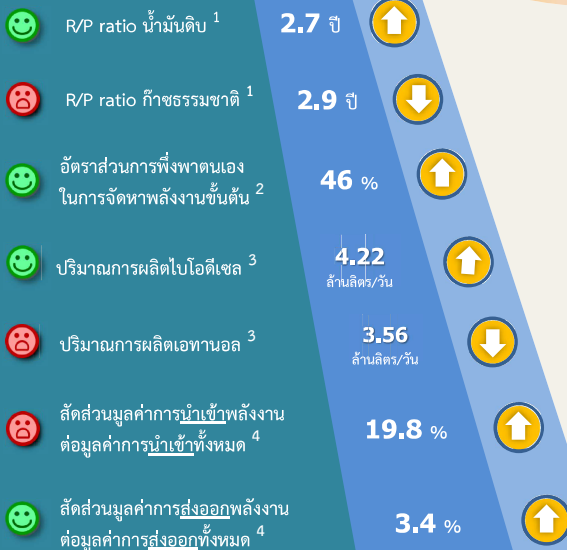 R/P ratio น้ำมันดิบ 1 2.7 ปี
R/P ratio ก๊าซธรรมชาติ 1 2.9 ปี
อัตราส่วนการพึ่งพาตนเอง
ในการจัดหาพลังงานขั้นต้น 2 46 %
ปริมาณการผลิตไบโอดีเซล 3 4.22
ล้านลิตร/วัน
ปริมาณการผลิตเอทานอล 3 3.56
ล้านลิตร/วัน
สัดส่วนมูลค่าการนำเข้าพลังงาน
ต่อมูลค่าการนำเข้าทั้งหมด 4 19.8 %
สัดส่วนมูลค่าการส่งออกพลังงาน
ต่อมูลค่าการส่งออกทั้งหมด 4 3.4 %